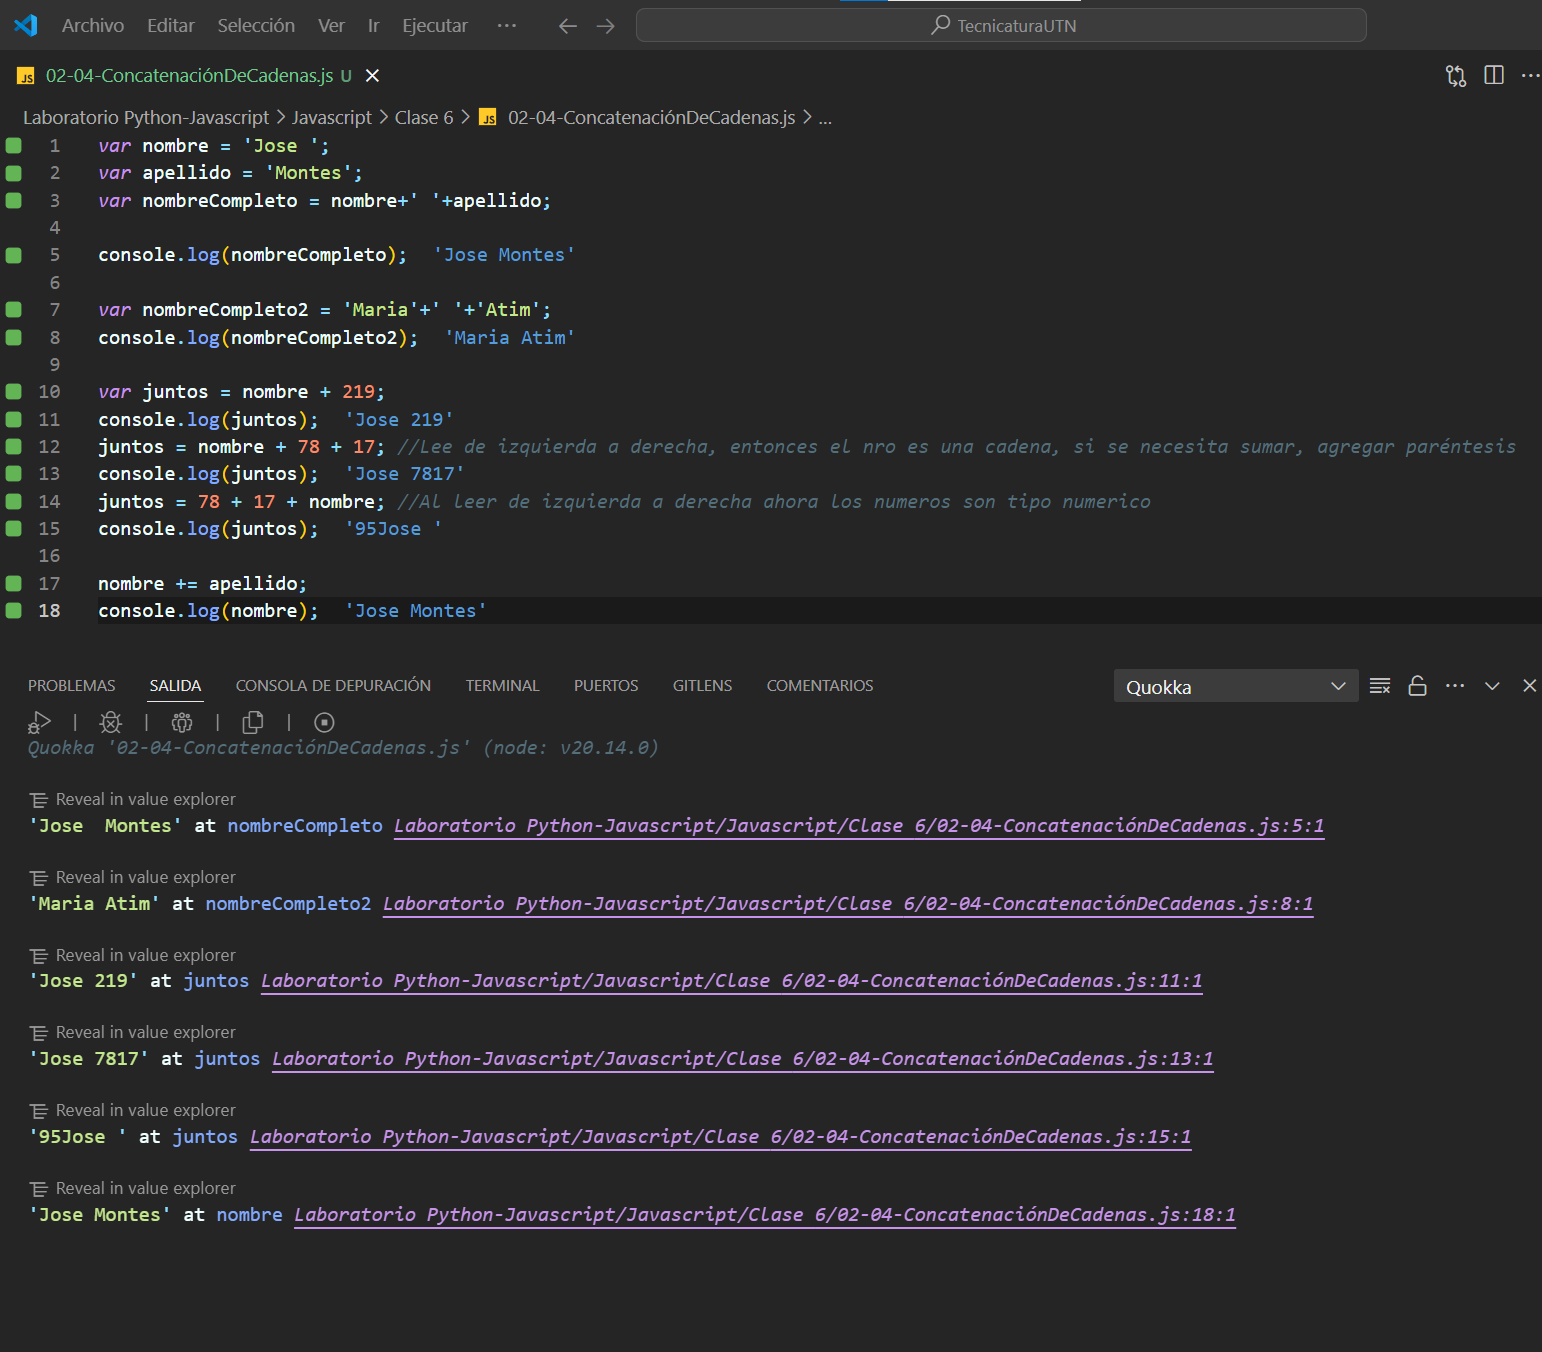 Archivo Editar Selección Ver Ir Ejecutar ··· TecnicaturaUTN
JS 02-04-ConcatenaciónDeCadenas.js U
Laboratorio Python-Javascript > Javascript > Clase 6 > JS 02-04-ConcatenaciónDeCadenas.js > ...
1 var nombre = 'Jose ';
2 var apellido = 'Montes';
3 var nombreCompleto = nombre+' '+apellido;
4
5 console.log(nombreCompleto); 'Jose Montes'
6
7 var nombreCompleto2 = 'Maria'+' '+'Atim';
8 console.log(nombreCompleto2); 'Maria Atim'
9
10 var juntos = nombre + 219;
11 console.log(juntos); 'Jose 219'
12 juntos = nombre + 78 + 17; //Lee de izquierda a derecha, entonces el nro es una cadena, si se necesita sumar, agregar paréntesis
13 console.log(juntos); 'Jose 7817'
14 juntos = 78 + 17 + nombre; //Al leer de izquierda a derecha ahora los numeros son tipo numerico
15 console.log(juntos); '95Jose '
16
17 nombre += apellido;
18 console.log(nombre); 'Jose Montes'
PROBLEMAS SALIDA CONSOLA DE DEPURACIÓN TERMINAL PUERTOS GITLENS COMENTARIOS Quokka
Quokka '02-04-ConcatenaciónDeCadenas.js' (node: v20.14.0)
Reveal in value explorer
'Jose  Montes' at nombreCompleto Laboratorio Python-Javascript/Javascript/Clase 6/02-04-ConcatenaciónDeCadenas.js:5:1
Reveal in value explorer
'Maria Atim' at nombreCompleto2 Laboratorio Python-Javascript/Javascript/Clase 6/02-04-ConcatenaciónDeCadenas.js:8:1
Reveal in value explorer
'Jose 219' at juntos Laboratorio Python-Javascript/Javascript/Clase 6/02-04-ConcatenaciónDeCadenas.js:11:1
Reveal in value explorer
'Jose 7817' at juntos Laboratorio Python-Javascript/Javascript/Clase 6/02-04-ConcatenaciónDeCadenas.js:13:1
Reveal in value explorer
'95Jose ' at juntos Laboratorio Python-Javascript/Javascript/Clase 6/02-04-ConcatenaciónDeCadenas.js:15:1
Reveal in value explorer
'Jose Montes' at nombre Laboratorio Python-Javascript/Javascript/Clase 6/02-04-ConcatenaciónDeCadenas.js:18:1